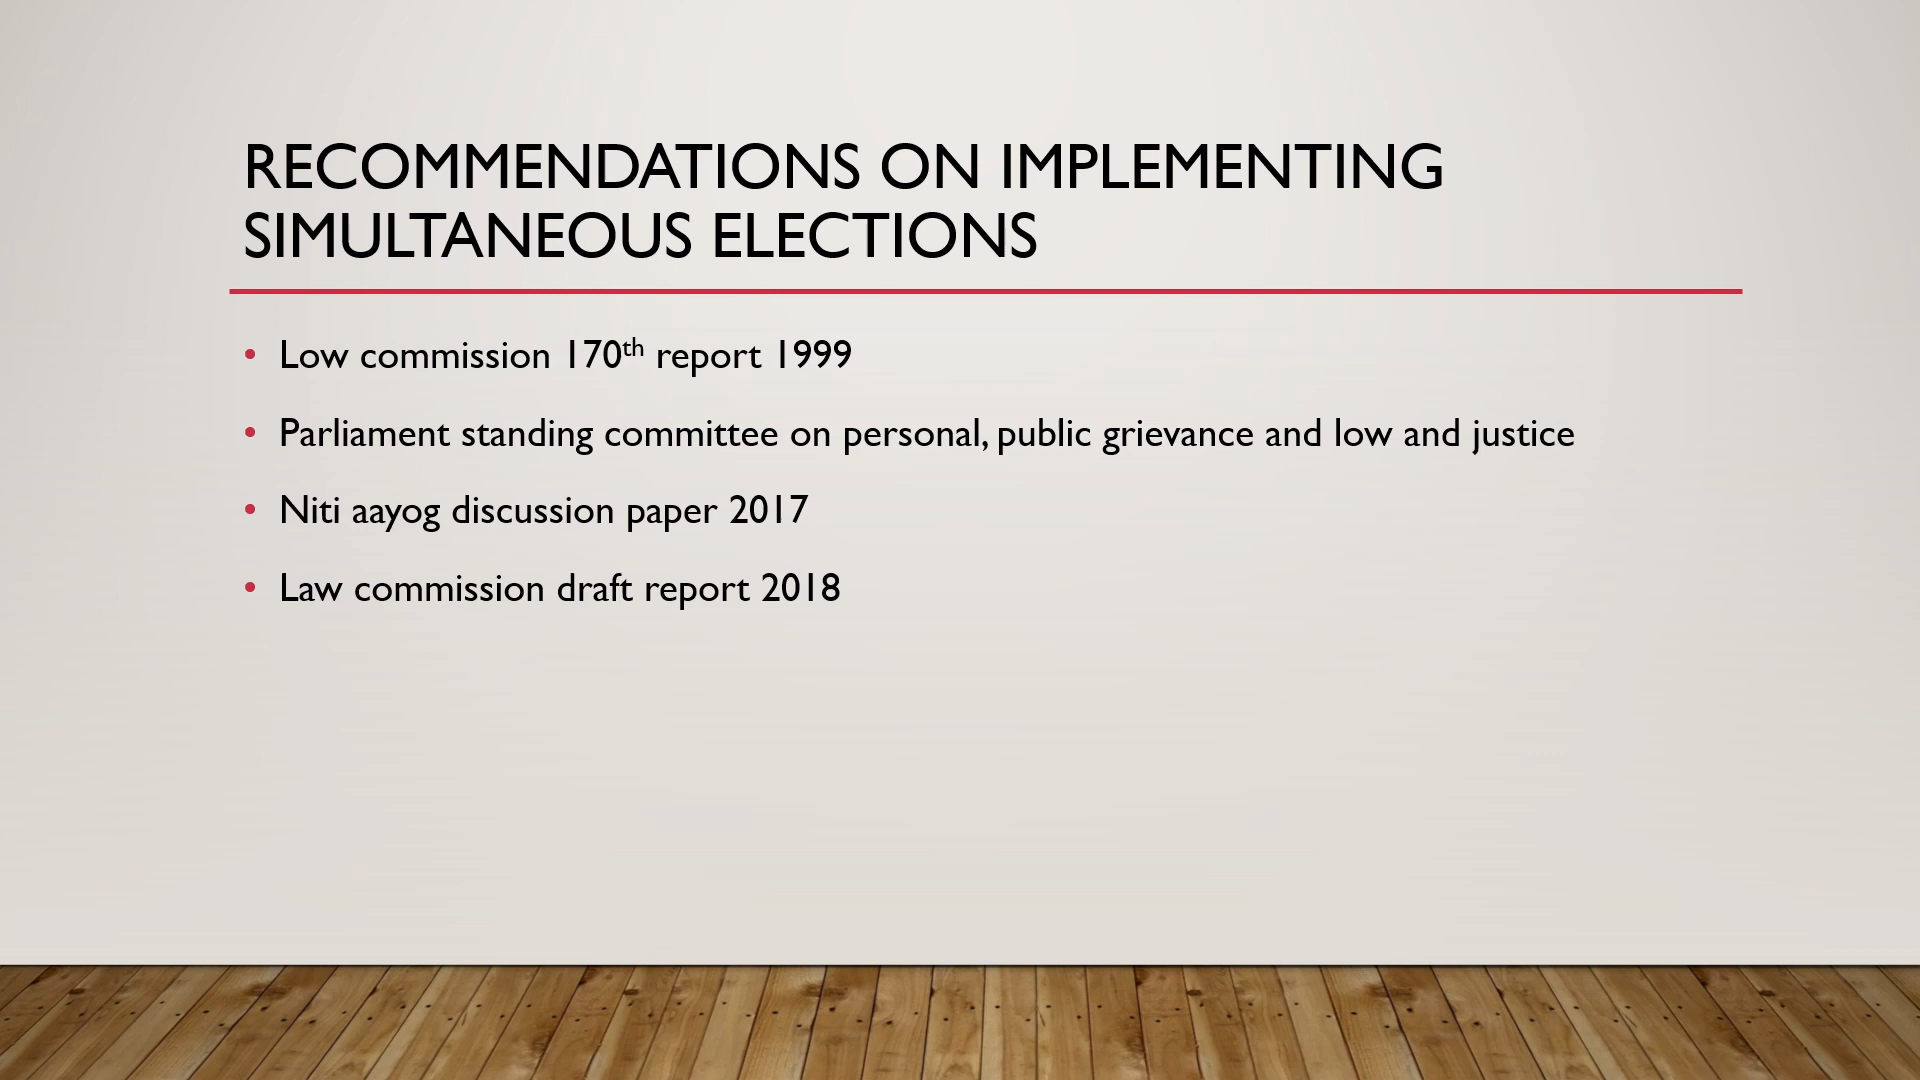 RECOMMENDATIONS ON IMPLEMENTING
SIMULTANEOUS ELECTIONS
• Low commission 170th report 1999
• Parliament standing committee on personal, public grievance and low and justice
• Niti aayog discussion paper 2017
• Law commission draft report 2018